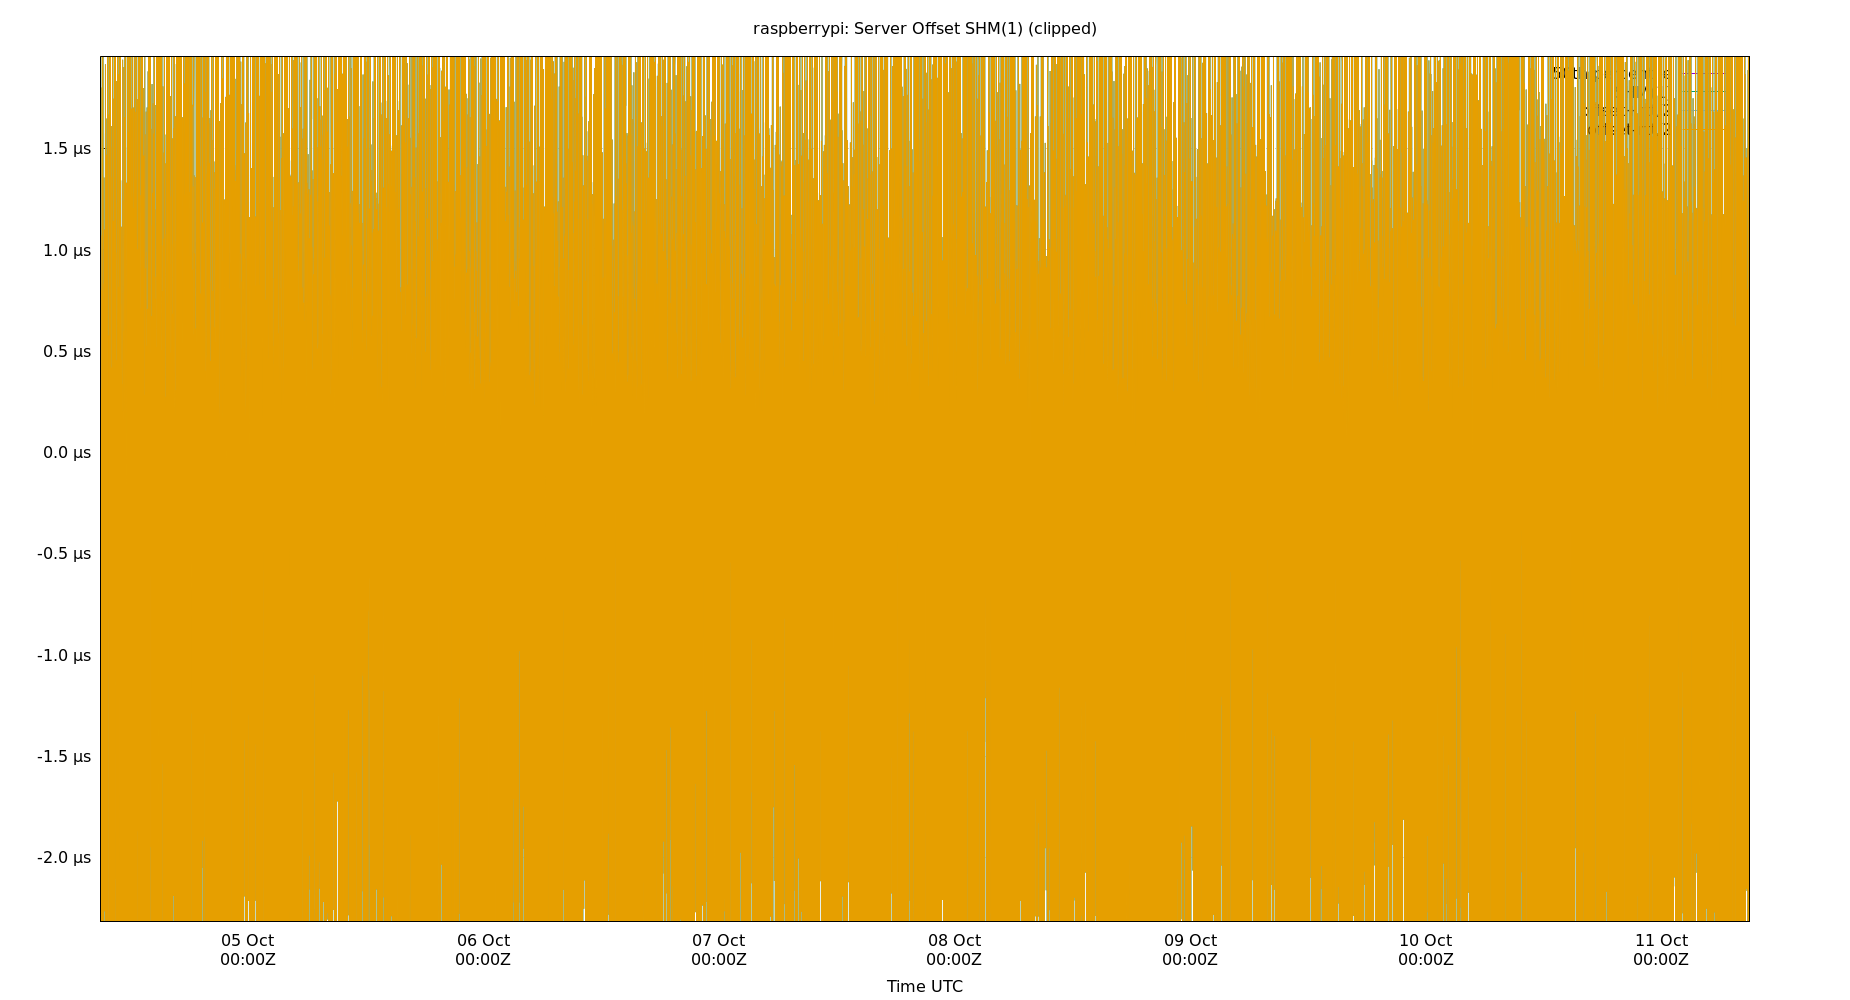 raspberrypi: Server Offset SHM(1) (clipped)
1.5 µs
1.0 µs
0.5 µs
0.0 µs
-0.5 µs
-1.0 µs
-1.5 µs
-2.0 µs
05 Oct 06 Oct 07 Oct 08 Oct 09 Oct 10 Oct 11 Oct
00:00Z 00:00Z 00:00Z 00:00Z 00:00Z 00:00Z 00:00Z
Time UTC